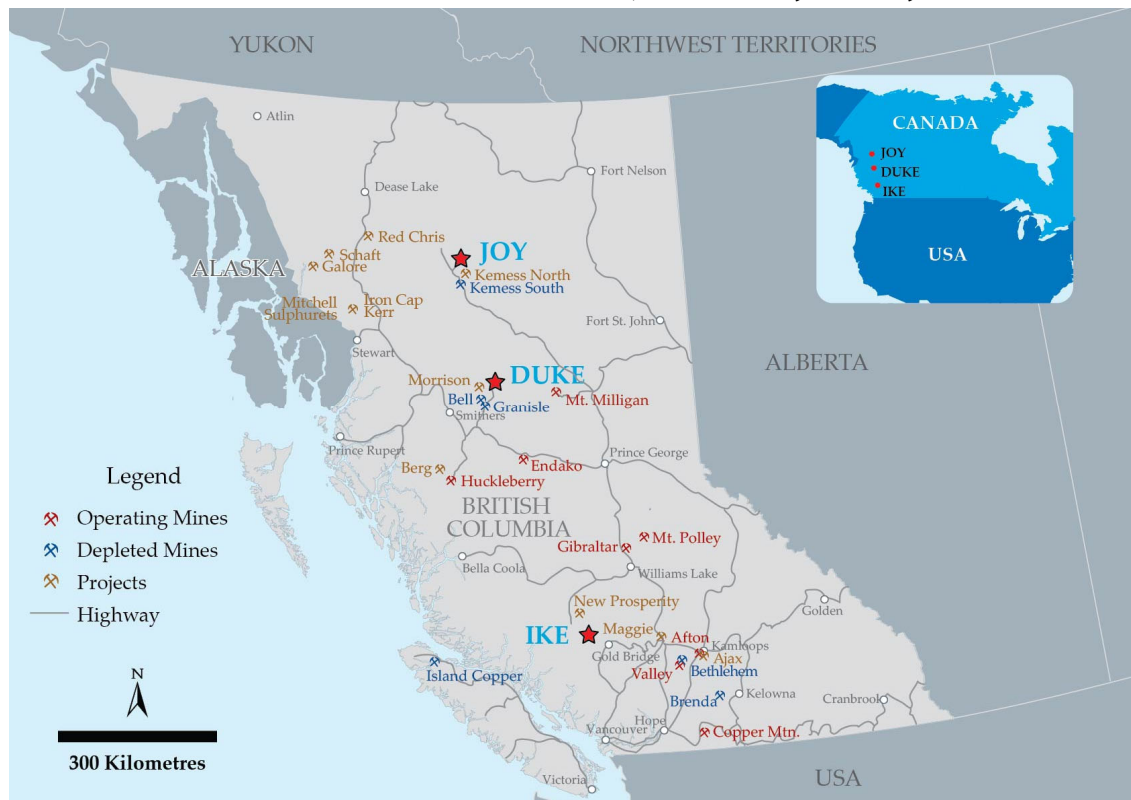 YUKON
NORTHWEST TERRITORIES
Atlin
CANADA
JOY
DUKE
IKE
USA
Fort Nelson
Dease Lake
Red Chris
JOY
Schaft
Galore
ALASKA
Kemess North
Kemess South
Mitchell
Sulphurets
Iron Cap
Kerr
Fort St. John
Stewart
ALBERTA
Morrison
DUKE
Bell
Granisle
Mt. Milligan
Smithers
Prince Rupert
Prince George
Berg
Endako
Huckleberry
Legend
Operating Mines
Depleted Mines
Projects
Highway
BRITISH
COLUMBIA
Gibraltar
Mt. Polley
Bella Coola
Williams Lake
New Prosperity
Golden
IKE
Maggie
Afton
Kamloops
Gold Bridge
Ajax
Island Copper
Valley
Bethlehem
Brenda
Kelowna
Cranbrook
N
Hope
Vancouver
Copper Mtn.
300 Kilometres
Victoria
USA